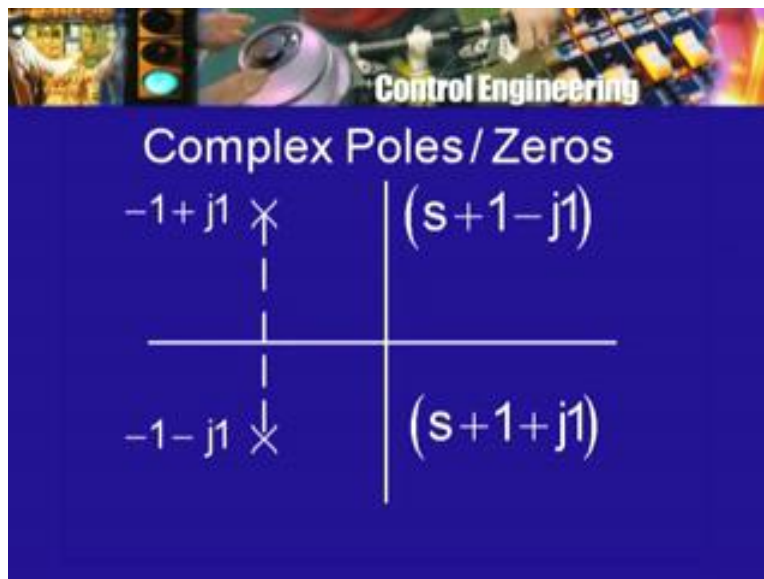 Control Engineering
Complex Poles / Zeros
−1+ j1 (s+1−j1)
−1− j1 (s+1+j1)